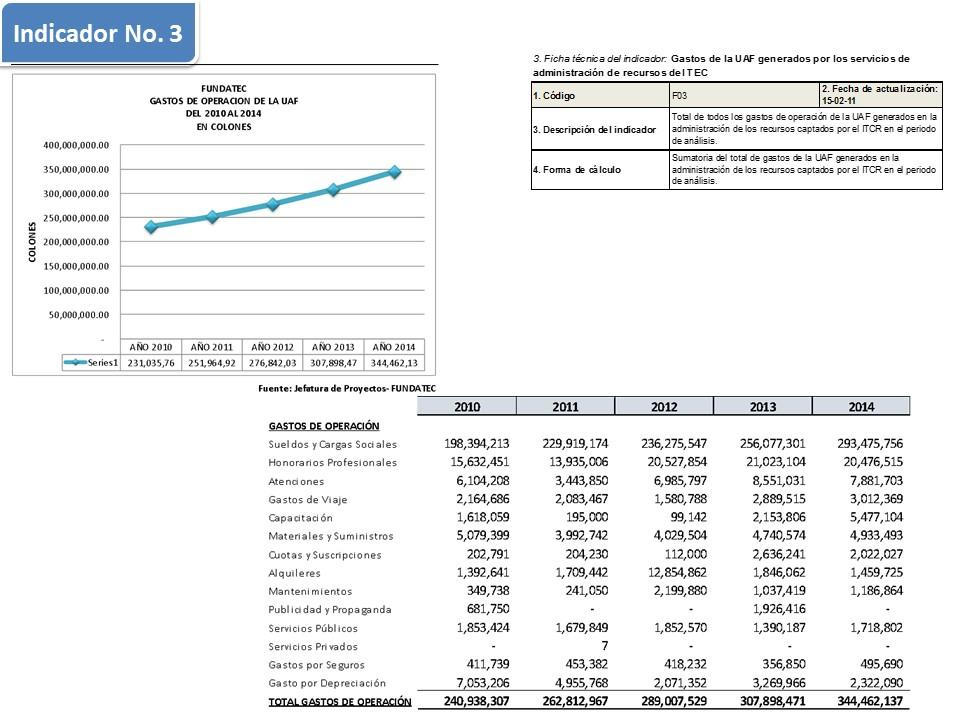 Indicador No. 3
FUNDATEC
GASTOS DE OPERACION DE LA UAF
DEL 2010 AL 2014
EN COLONES
400,000,000.00
350,000,000.00
300,000,000.00
250,000,000.00
200,000,000.00
150,000,000.00
100,000,000.00
50,000,000.00
-
COLONES
AÑO 2010 AÑO 2011 AÑO 2012 AÑO 2013 AÑO 2014
Series1 231,035,76 251,964,92 276,842,03 307,898,47 344,462,13
Fuente: Jefatura de Proyectos- FUNDATEC
3. Ficha técnica del indicador: Gastos de la UAF generados por los servicios de
administración de recursos del TEC
1. Código F03 2. Fecha de actualización:
15-02-11
3. Descripción del indicador Total de todos los gastos de operación de la UAF generados en la
administración de los recursos captados por el ITCR en el periodo
de análisis.
4. Forma de cálculo Sumatoria del total de gastos de la UAF generados en la
administración de los recursos captados por el ITCR en el periodo
de análisis.
2010 2011 2012 2013 2014
GASTOS DE OPERACIÓN
Sueldos y Cargas Sociales 198,394,213 229,919,174 236,275,547 256,077,301 293,475,756
Honorarios Profesionales 15,632,451 13,935,006 20,527,854 21,023,104 20,476,515
Atenciones 6,104,208 3,443,850 6,985,797 8,551,031 7,881,703
Gastos de Viaje 2,164,686 2,083,467 1,580,788 2,889,515 3,012,369
Capacitación 1,618,059 195,000 99,142 2,153,806 5,477,104
Materiales y Suministros 5,079,399 3,992,742 4,029,504 4,740,574 4,933,493
Cuotas y Suscripciones 202,791 204,230 112,000 2,636,241 2,022,027
Alquileres 1,392,641 1,709,442 12,854,862 1,846,062 1,459,725
Mantenimientos 349,738 241,050 2,199,880 1,037,419 1,186,864
Publicidad y Propaganda 681,750 - - 1,926,416 -
Servicios Públicos 1,853,424 1,679,849 1,852,570 1,390,187 1,718,802
Servicios Privados - 7 - - -
Gastos por Seguros 411,739 453,382 418,232 356,850 495,690
Gasto por Depreciación 7,053,206 4,955,768 2,071,352 3,269,966 2,322,090
TOTAL GASTOS DE OPERACIÓN 240,938,307 262,812,967 289,007,529 307,898,471 344,462,137